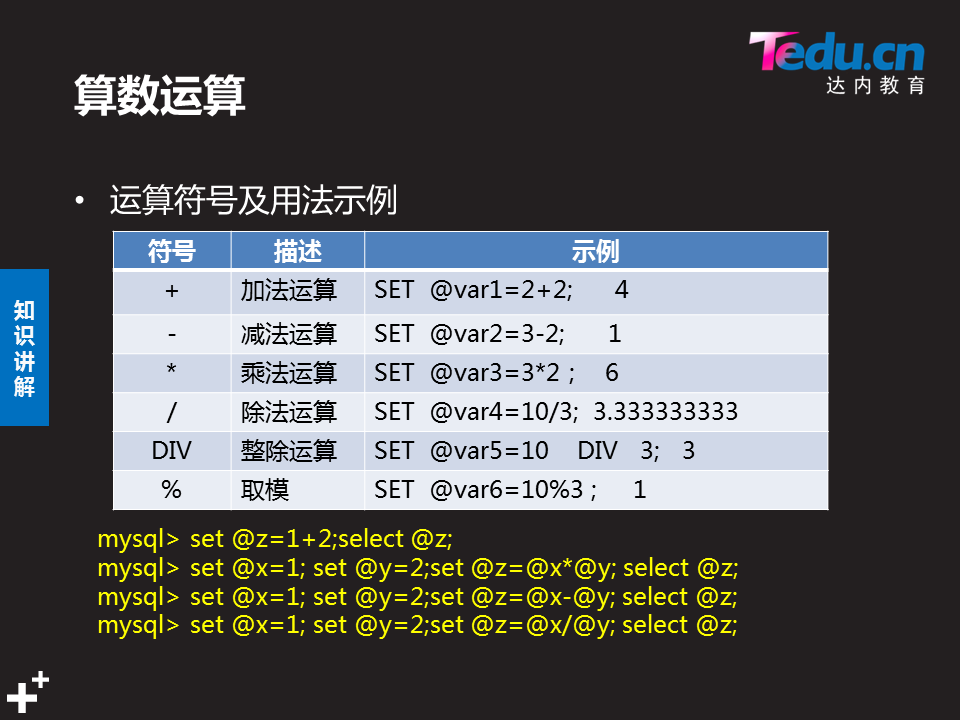 Tedu.cn
达内教育
算数运算
• 运算符号及用法示例
符号 描述 示例
+ 加法运算 SET @var1=2+2; 4
- 减法运算 SET @var2=3-2; 1
* 乘法运算 SET @var3=3*2 ; 6
/ 除法运算 SET @var4=10/3; 3.333333333
DIV 整除运算 SET @var5=10 DIV 3; 3
% 取模 SET @var6=10%3 ; 1
知识讲解
mysql> set @z=1+2;select @z;
mysql> set @x=1; set @y=2;set @z=@x*@y; select @z;
mysql> set @x=1; set @y=2;set @z=@x-@y; select @z;
mysql> set @x=1; set @y=2;set @z=@x/@y; select @z;